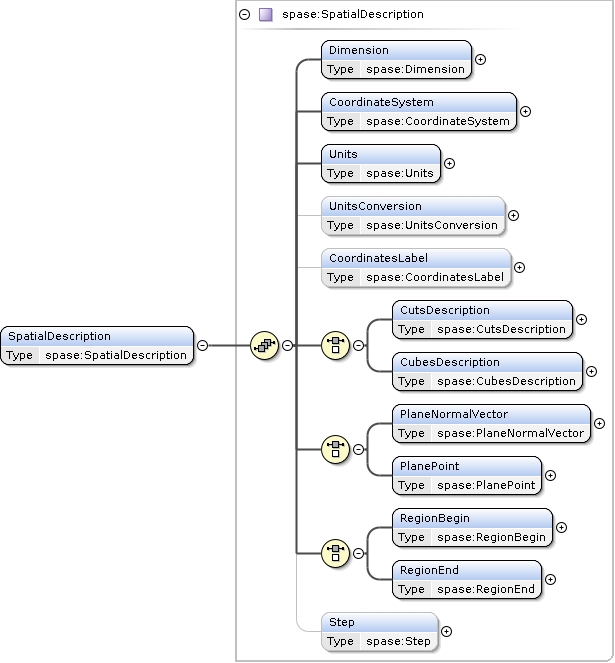 spase:SpatialDescription
Dimension
Type spase:Dimension
CoordinateSystem
Type spase:CoordinateSystem
Units
Type spase:Units
UnitsConversion
Type spase:UnitsConversion
CoordinatesLabel
Type spase:CoordinatesLabel
SpatialDescription
Type spase:SpatialDescription
CutsDescription
Type spase:CutsDescription
CubesDescription
Type spase:CubesDescription
PlaneNormalVector
Type spase:PlaneNormalVector
PlanePoint
Type spase:PlanePoint
RegionBegin
Type spase:RegionBegin
RegionEnd
Type spase:RegionEnd
Step
Type spase:Step